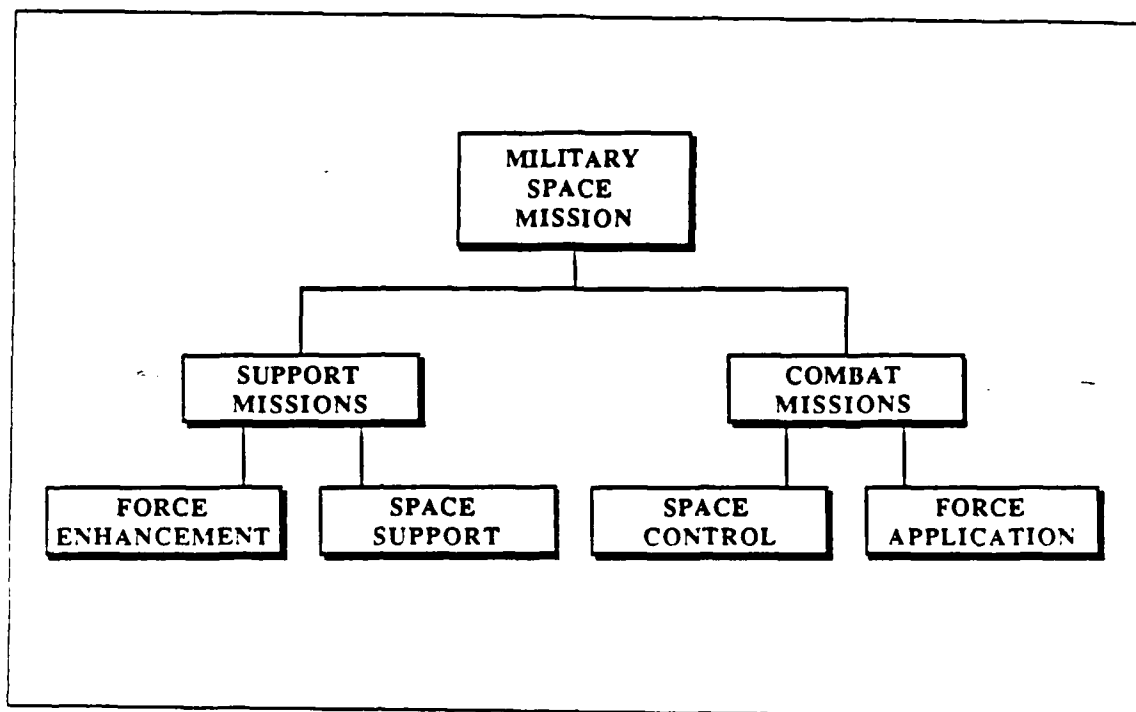 MILITARY
SPACE
MISSION
SUPPORT
MISSIONS
COMBAT
MISSIONS
FORCE
ENHANCEMENT
SPACE
SUPPORT
SPACE
CONTROL
FORCE
APPLICATION